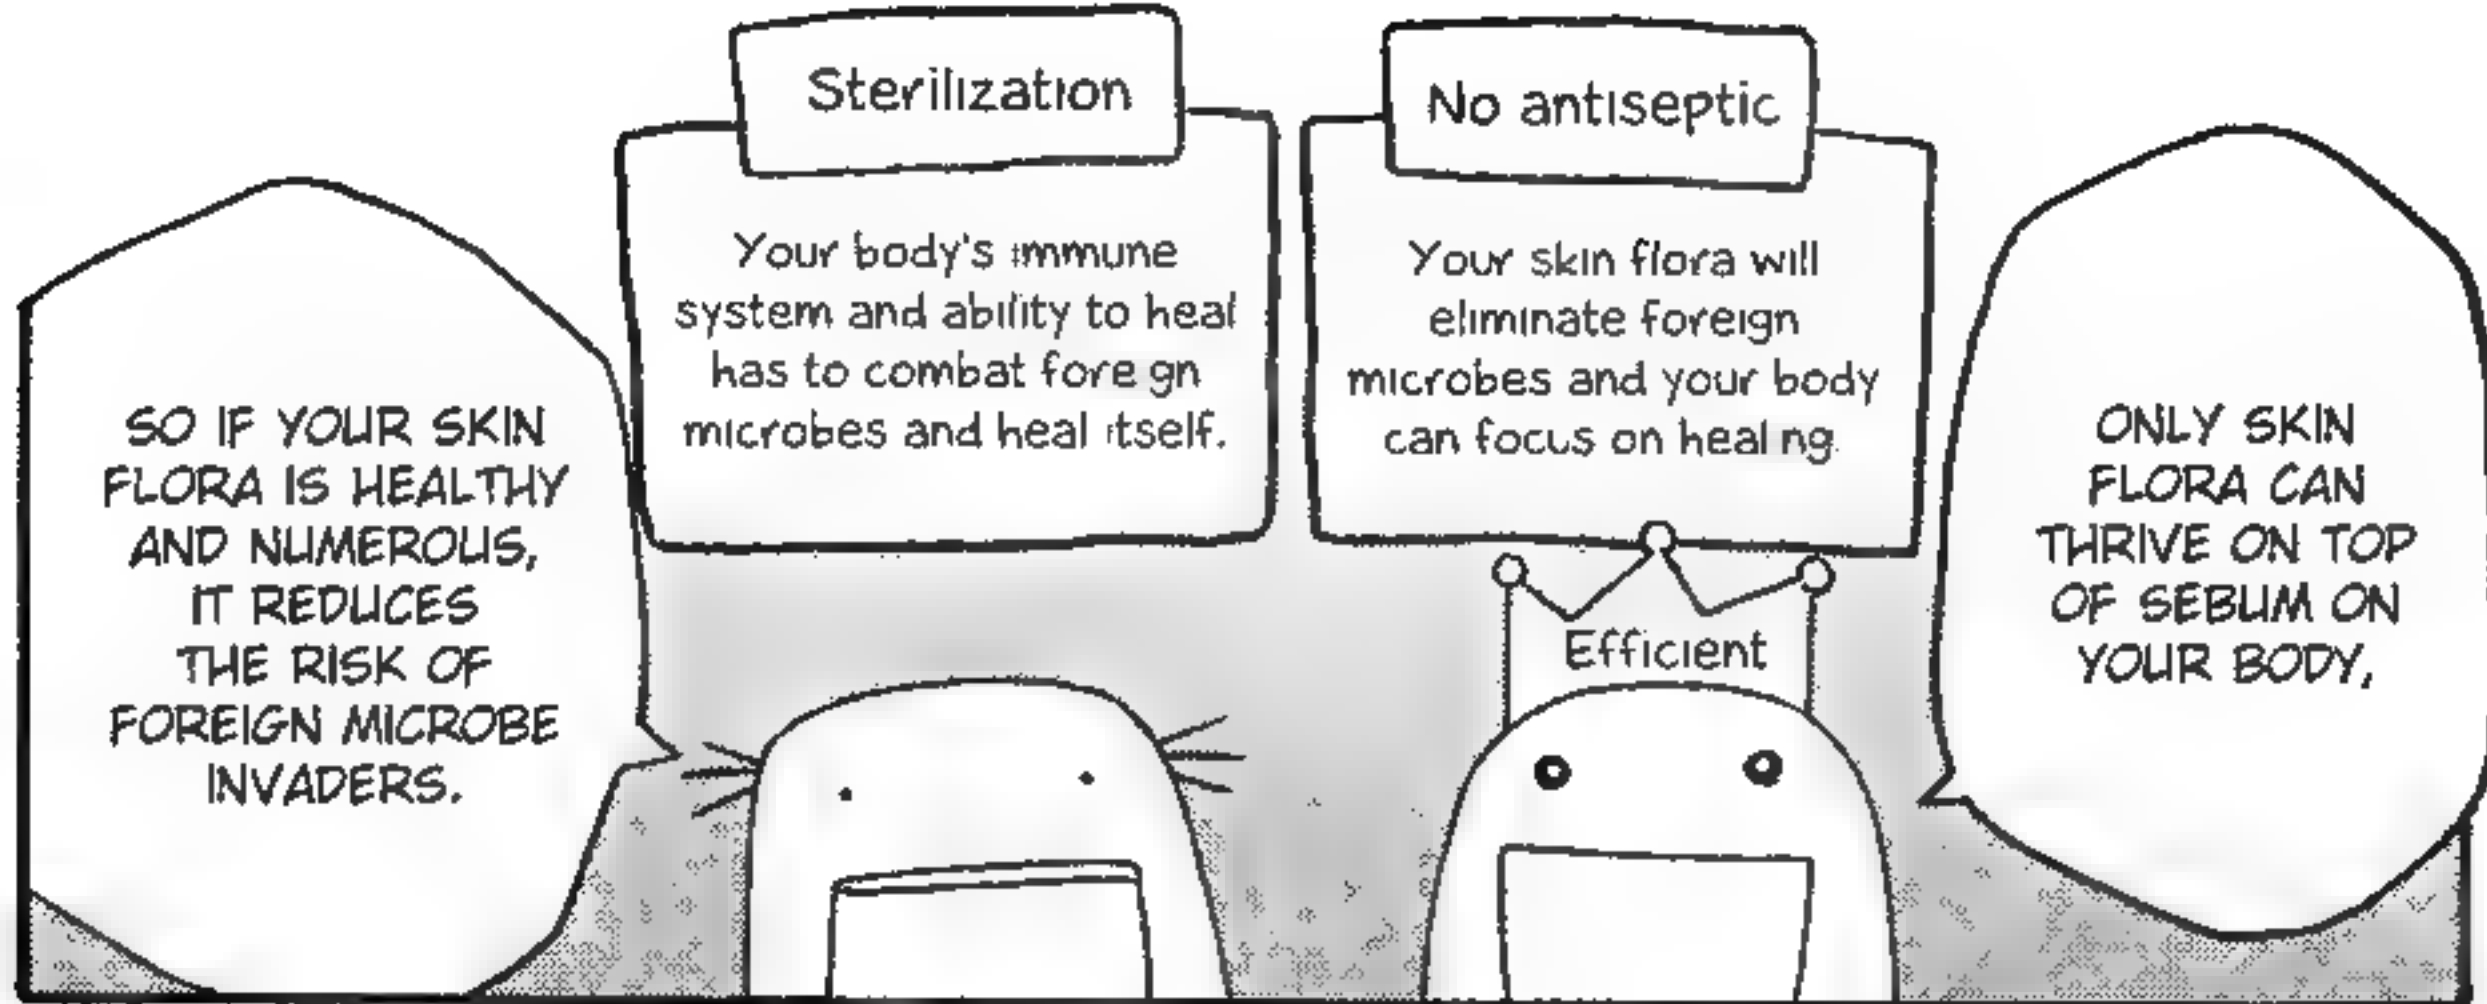 ONLY SKIN
FLORA CAN
THRIVE ON TOP
OF SEBUM ON
YOUR BODY,
No antiseptic
Your skin flora will
eliminate foreign
microbes and your body
can focus on healing.
Efficient
Sterilization
Your body's immune
system and ability to heal
has to combat foreign
microbes and heal itself.
SO IF YOUR SKIN
FLORA IS HEALTHY
AND NUMEROUS,
IT REDUCES
THE RISK OF
FOREIGN MICROBE
INVADERS.